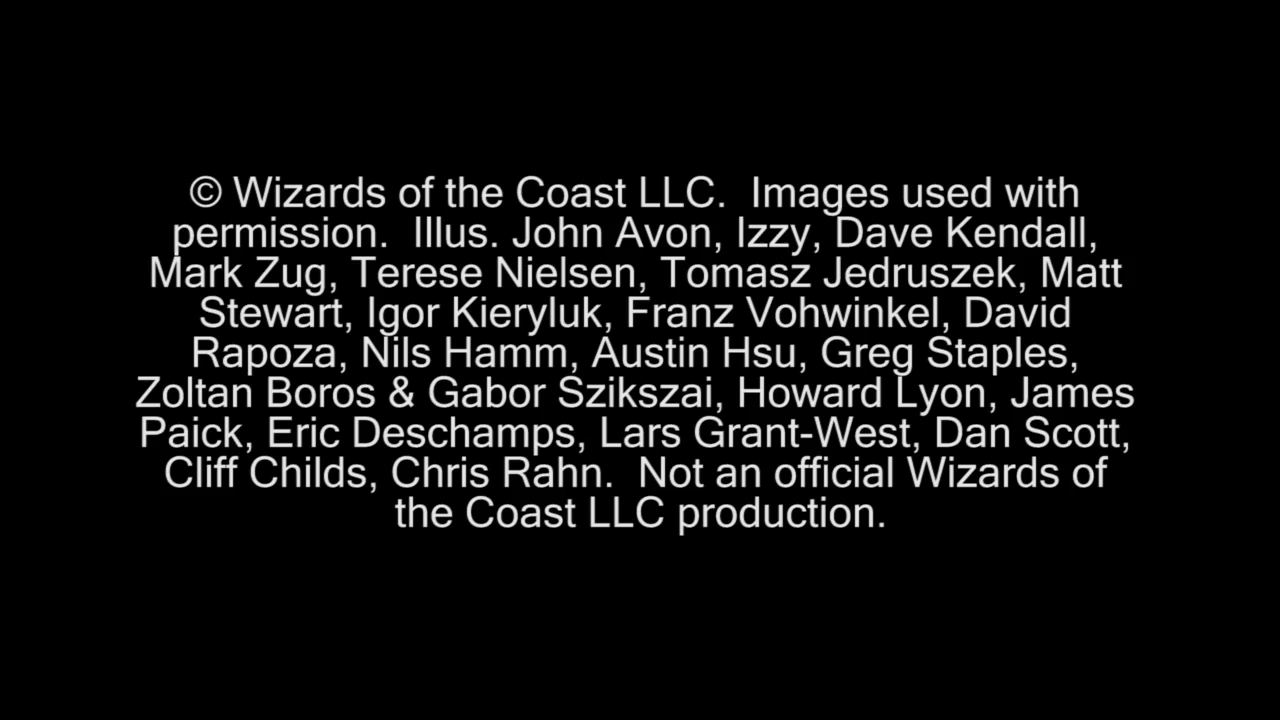 © Wizards of the Coast LLC.  Images used with
permission.  Illus. John Avon, Izzy, Dave Kendall,
Mark Zug, Terese Nielsen, Tomasz Jedruszek, Matt
Stewart, Igor Kieryluk, Franz Vohwinkel, David
Rapoza, Nils Hamm, Austin Hsu, Greg Staples,
Zoltan Boros & Gabor Szikszai, Howard Lyon, James
Paick, Eric Deschamps, Lars Grant-West, Dan Scott,
Cliff Childs, Chris Rahn.  Not an official Wizards of
the Coast LLC production.